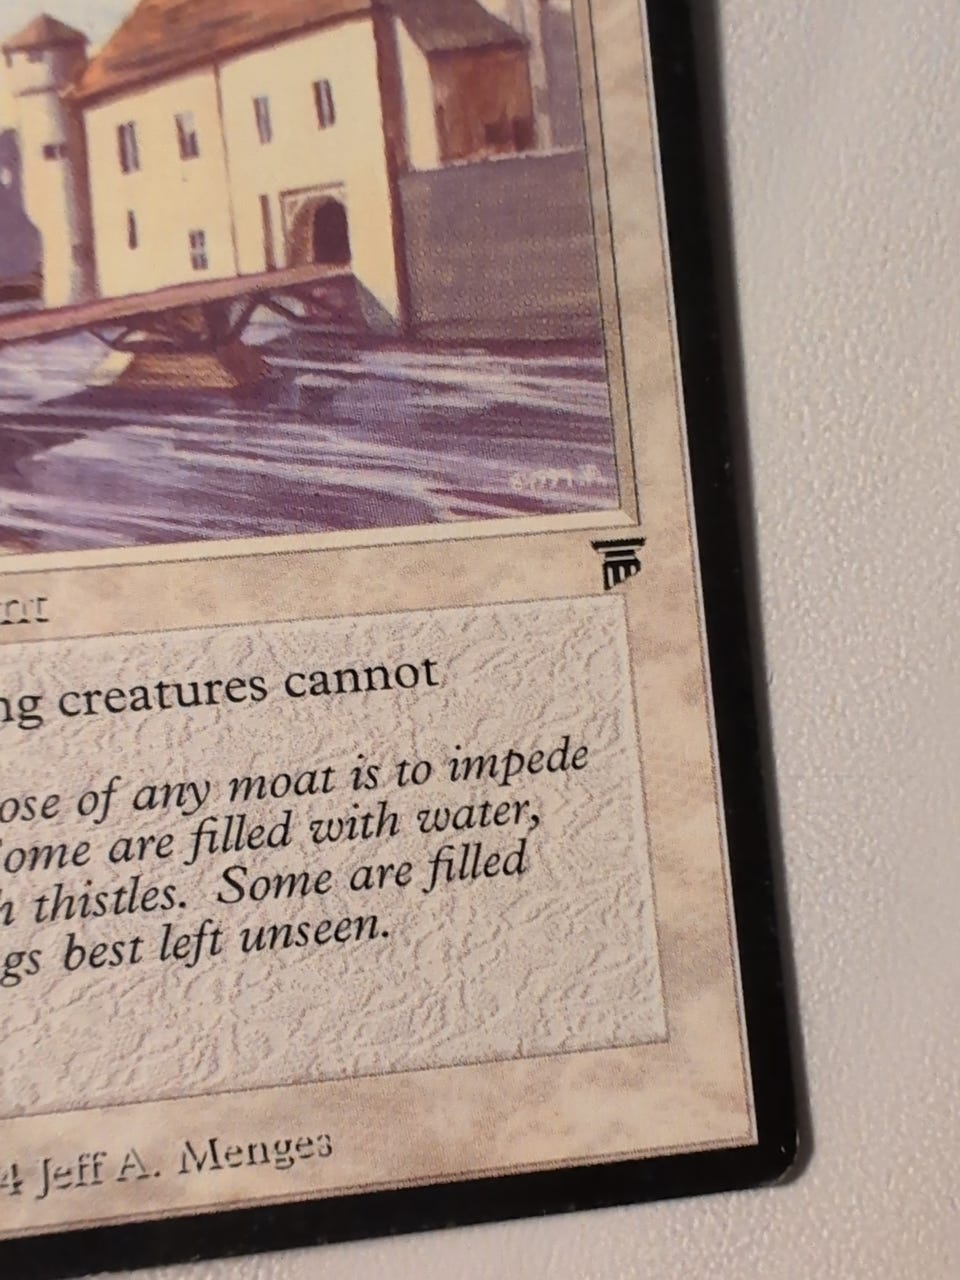 ng creatures cannot
ose of any moat is to impede
ome are filled with water,
h thistles. Some are filled
gs best left unseen.
4 Jeff A. Menges